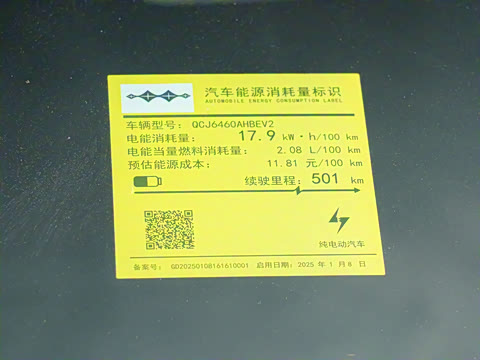 汽车能源消耗量标识
AUTOMOBILE ENERGY CONSUMPTION LABEL
车辆型号: QCJ6460AHBEV2
电能消耗量: 17.9 kW·h/100 km
电能当量燃料消耗量: 2.08 L/100 km
预估能源成本: 11.81 元/100 km
续驶里程: 501 km
纯电动汽车
备案号: GD20250108161610001 启用日期: 2025 年 1 月 8 日